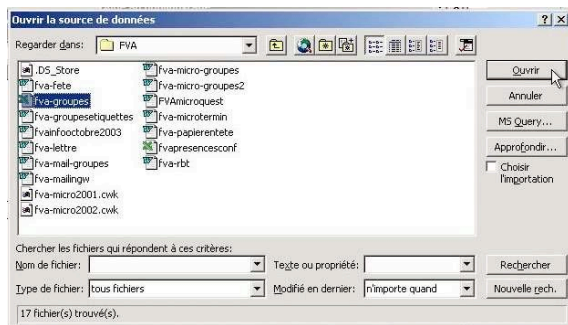 Ouvrir la source de données
Regarder dans: FVA
.DS_Store
fva-fete
fva-groupes
fva-groupesetiquettes
fvainfooctobre2003
fva-lettre
fva-mail-groupes
fva-mailingw
fva-micro2001.cwk
fva-micro2002.cwk
fva-micro-groupes
fva-micro-groupes2
FVAmicroquest
fva-microtermin
fva-papierentete
fvapresencesconf
fva-rbt
Ouvrir
Annuler
MS Query...
Approfondir...
Choisir
l'importation
Chercher les fichiers qui répondent à ces critères:
Nom de fichier: Texte ou propriété: Rechercher
Type de fichier: tous fichiers Modifié en dernier: n'importe quand Nouvelle rech.
17 fichier(s) trouvé(s).